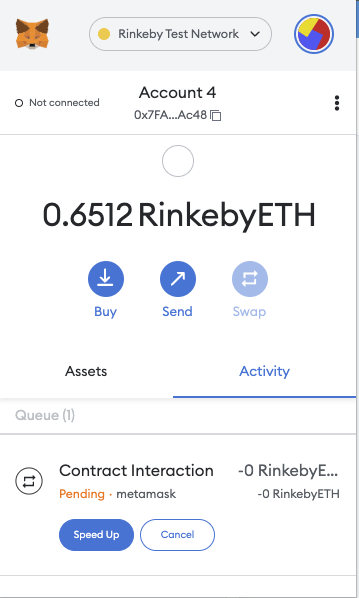 Rinkeby Test Network
Not connected
Account 4
0x7FA...Ac48
0.6512 RinkebyETH
Buy
Send
Swap
Assets
Activity
Queue (1)
Contract Interaction
-0 RinkebyE...
Pending · metamask
-0 RinkebyETH
Speed Up
Cancel